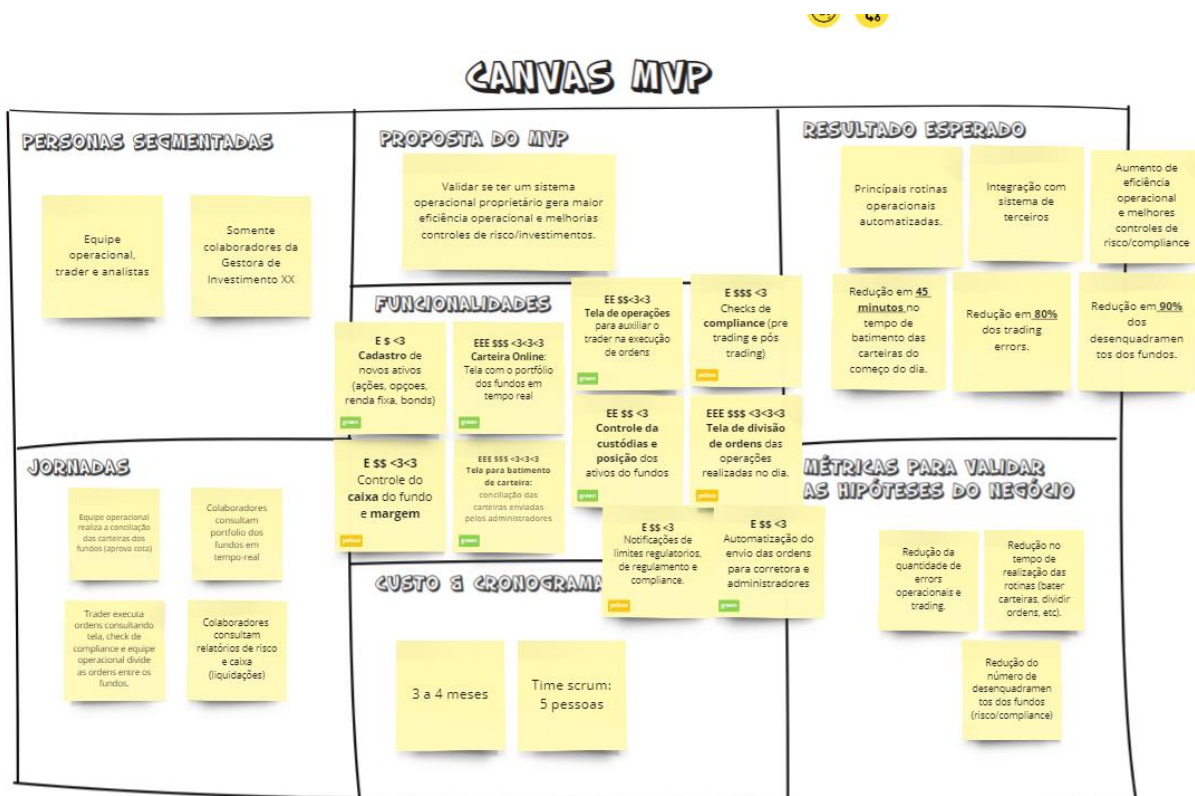 CANVAS MVP
PERSONAS SEGMENTADAS
Equipe
operacional,
trader e analistas
Somente
colaboradores da
Gestora de
Investimento XX
PROPOSTA DO MVP
Validar se ter um sistema
operacional proprietário gera maior
eficiência operacional e melhorias
controles de risco/investimentos.
RESULTADO ESPERADO
Princípais rotinas
operacionais
automatizadas.
Integração com
sistema de
terceiros
Aumento de
eficiência
operacional
e melhores
controles de
risco/compliance
Redução em 45
minutos no
tempo de
batimento das
carteiras do
começo do dia.
Redução em 80%
dos trading
errors.
Redução em 90%
dos
desenquadramen
tos dos fundos.
FUNCIONALIDADES
E $ <3
Cadastro de
novos ativos
(ações, opçoes,
renda fixa, bonds)
green
EEE $$$ <3<3<3
Carteira Online:
Tela com o portfólio
dos fundos em
tempo real
green
EE $$<3<3
Tela de operações
para auxiliar o
trader na execução
de ordens
green
E $$$ <3
Checks de
compliance (pre
trading e pós
trading)
yellow
E $$ <3<3
Controle do
caixa do fundo
e margem
yellow
EEE $$$ <3<3<3
Tela para batimento
de carteira:
conciliação das
carteiras enviadas
pelos administradores
green
EE $$ <3
Controle da
custódias e
posição dos
ativos do fundos
green
EEE $$$ <3<3<3
Tela de divisão
de ordens das
operações
realizadas no dia.
yellow
E $$ <3
Notificações de
limites regulatorios,
de regulamento e
compliance.
yellow
E $$ <3
Automatização do
envio das ordens
para corretora e
administradores
green
JORNADAS
Equipe operacional
realiza a conciliação
das carteiras dos
fundos (aprova cota)
Colaboradores
consultam
portfolio dos
fundos em
tempo-real
Trader executa
ordens consultando
tela, check de
compliance e equipe
operacional divide
as ordens entre os
fundos.
Colaboradores
consultam
relatórios de risco
e caixa
(liquidações)
CUSTO & CRONOGRAMA
3 a 4 meses
Time scrum:
5 pessoas
MÉTRICAS PARA VALIDAR
AS HIPÓTESES DO NEGÓCIO
Redução da
quantidade de
errors
operacionais e
trading.
Redução no
tempo de
realização das
rotinas (bater
carteiras, dividir
ordens, etc).
Redução do
número de
desenquadramen
tos dos fundos
(risco/compliance)